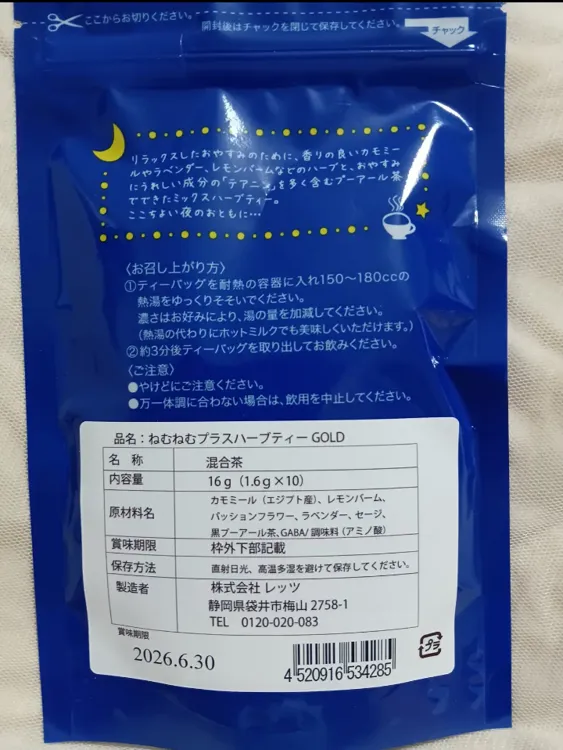 ここからお切りください。
開封後はチャックを閉じて保存してください。
チャック
リラックスしたおやすみのために、香りの良いカモミー
ルやラベンダー、レモンバームなどのハーブと、おやすみ
にうれしい成分の「テアニン」を多く含むプーアール茶
でできたミックスハーブティー。
ここちよい夜のおともに…
〈お召し上がり方〉
①ティーバッグを耐熱の容器に入れ150〜180ccの
熱湯をゆっくりそそいでください。
濃さはお好みにより、湯の量を加減してください。
（熱湯の代わりにホットミルクでも美味しくいただけます。）
②約3分後ティーバッグを取り出してお飲みください。
〈ご注意〉
●やけどにご注意ください。
●万一体調に合わない場合は、飲用を中止してください。
品名：ねむねむプラスハーブティー GOLD
名 称 混合茶
内容量 16g（1.6g×10）
原材料名 カモミール（エジプト産）、レモンバーム、
パッションフラワー、ラベンダー、セージ、
黒プーアール茶、GABA/調味料（アミノ酸）
賞味期限 枠外下部記載
保存方法 直射日光、高温多湿を避けて保存してください。
製造者 株式会社 レッツ
静岡県袋井市梅山 2758-1
TEL 0120-020-083
賞味期限
2026.6.30
4 520916 534285
プラ